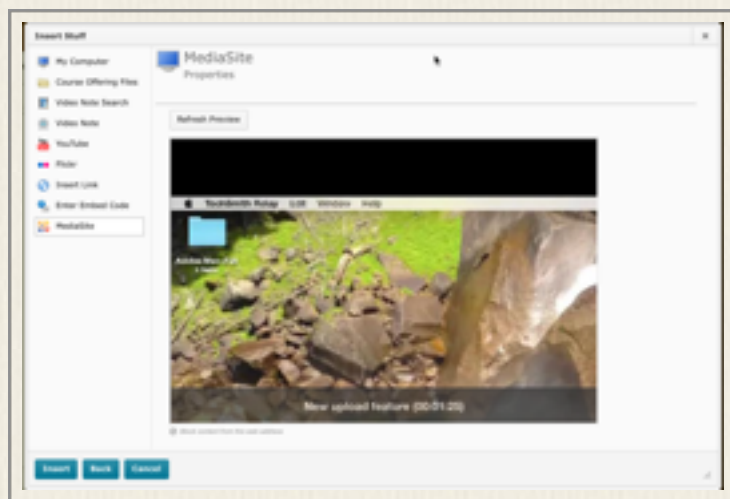 Insert Stuff
My Computer
Course Offering Files
Video Note Search
Video Note
YouTube
Flickr
Insert Link
Enter Embed Code
MediaSite
MediaSite
Properties
Refresh Preview
TechSmith Relay Edit Window Help
New upload feature (00:01:25)
Insert Back Cancel